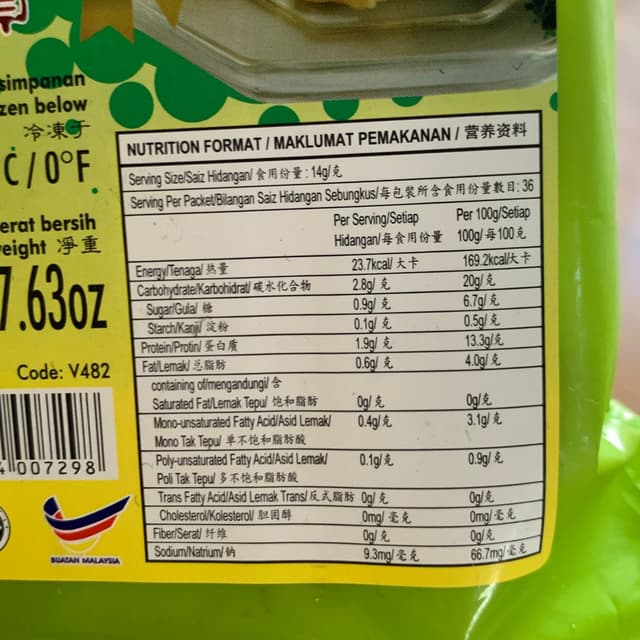 simpanan
zen below
冷凍于
C/0°F
erat bersih
eight 淨重
7.63oz
Code: V482
007298
BUATAN MALAYSIA
NUTRITION FORMAT / MAKLUMAT PEMAKANAN / 营养资料
Serving Size/Saiz Hidangan/ 食用份量: 14g/克
Serving Per Packet/Bilangan Saiz Hidangan Sebungkus/ 每包装所含食用份量数目: 36
Per Serving/Setiap Per 100g/Setiap
Hidangan/每食用份量 100g/每100克
Energy/Tenaga/ 热量 23.7kcal/大卡 169.2kcal/大卡
Carbohydrate/Karbohidrat/ 碳水化合物 2.8g/克 20g/克
Sugar/Gula/ 糖 0.9g/克 6.7g/克
Starch/Kanji/ 淀粉 0.1g/克 0.5g/克
Protein/Protin/ 蛋白质 1.9g/克 13.3g/克
Fat/Lemak/ 总脂肪 0.6g/克 4.0g/克
containing of/mengandungi/ 含
Saturated Fat/Lemak Tepu/ 饱和脂肪 0g/克 0g/克
Mono-unsaturated Fatty Acid/Asid Lemak/ 0.4g/克 3.1g/克
Mono Tak Tepu/ 单不饱和脂肪酸
Poly-unsaturated Fatty Acid/Asid Lemak/ 0.1g/克 0.9g/克
Poli Tak Tepu/ 多不饱和脂肪酸
Trans Fatty Acid/Asid Lemak Trans/ 反式脂肪 0g/克 0g/克
Cholesterol/Kolesterol/ 胆固醇 0mg/毫克 0mg/毫克
Fiber/Serat/ 纤维 0g/克 0g/克
Sodium/Natrium/ 钠 9.3mg/毫克 66.7mg/毫克